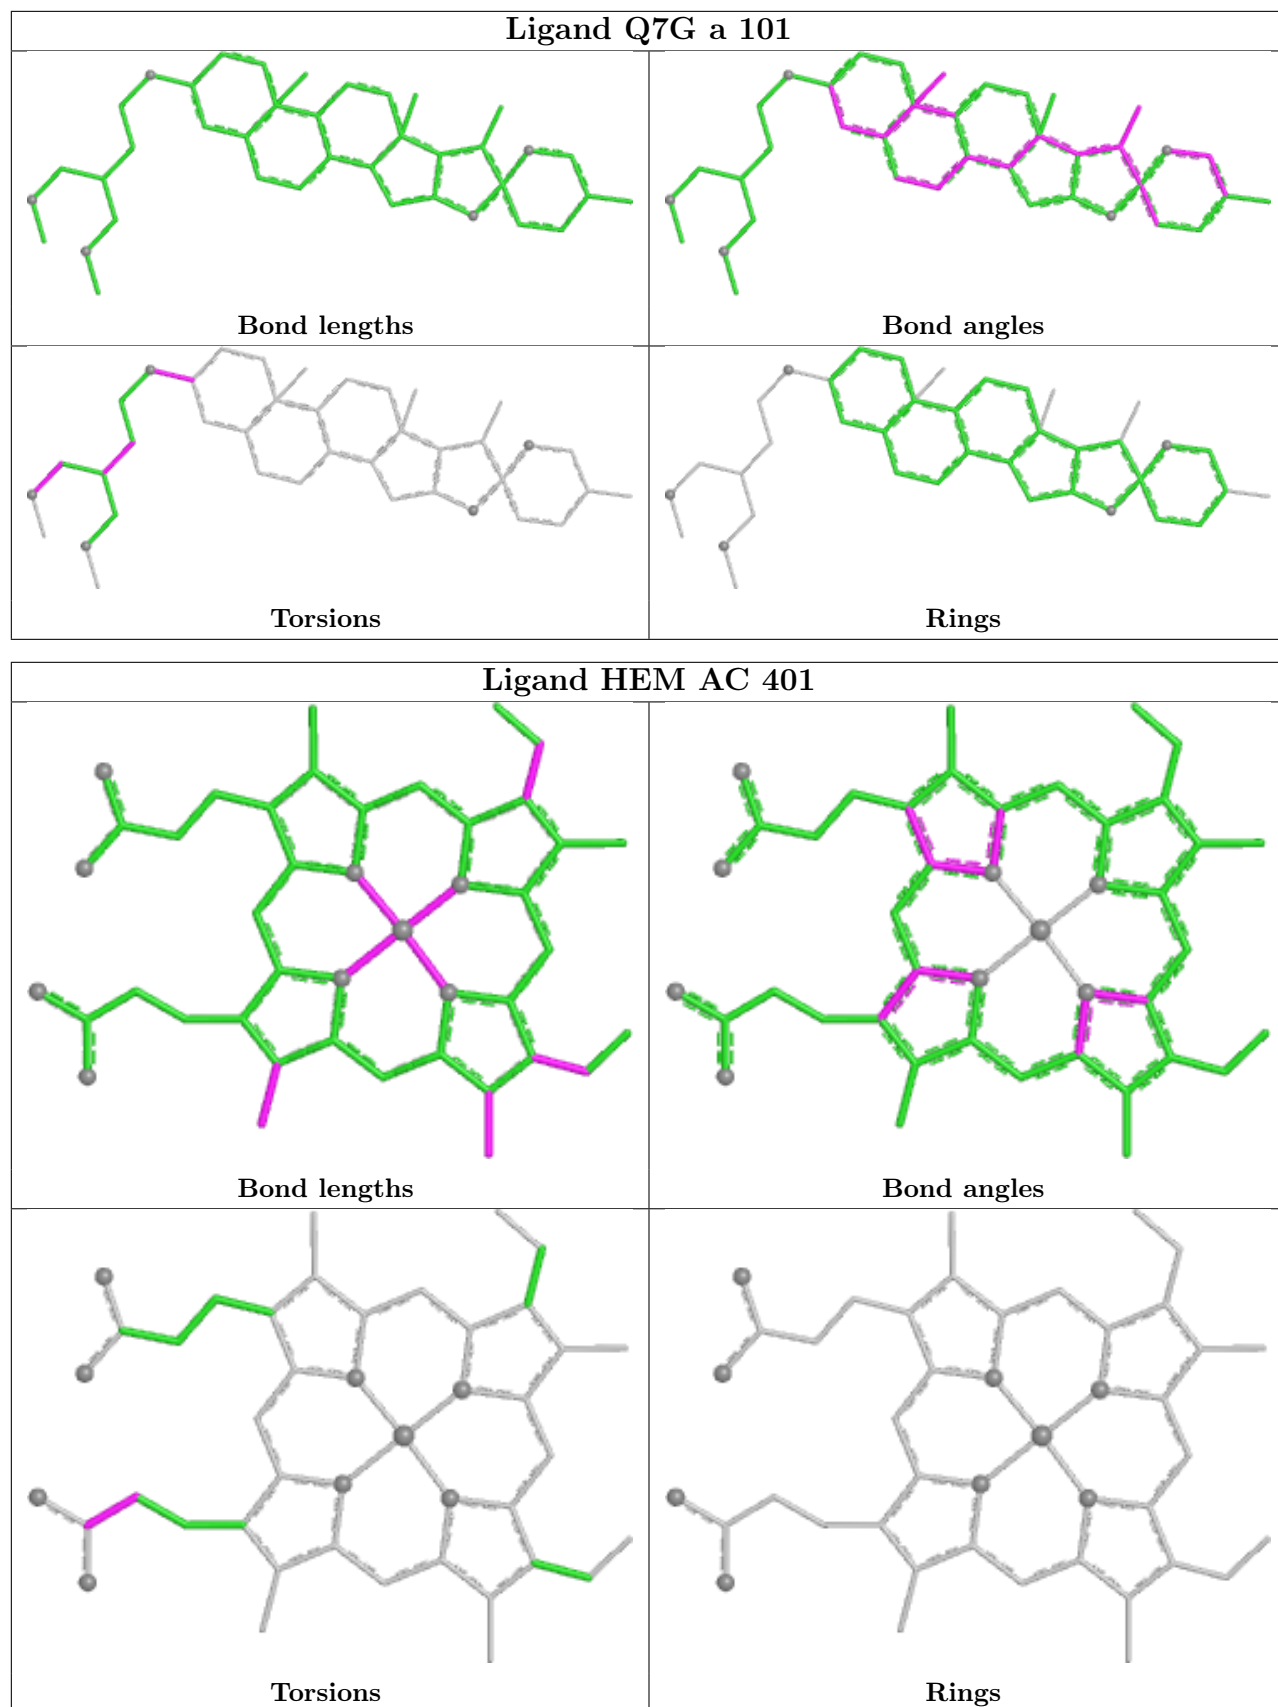 Ligand Q7G a 101
Bond lengths
Bond angles
Torsions
Rings
Ligand HEM AC 401
Bond lengths
Bond angles
Torsions
Rings